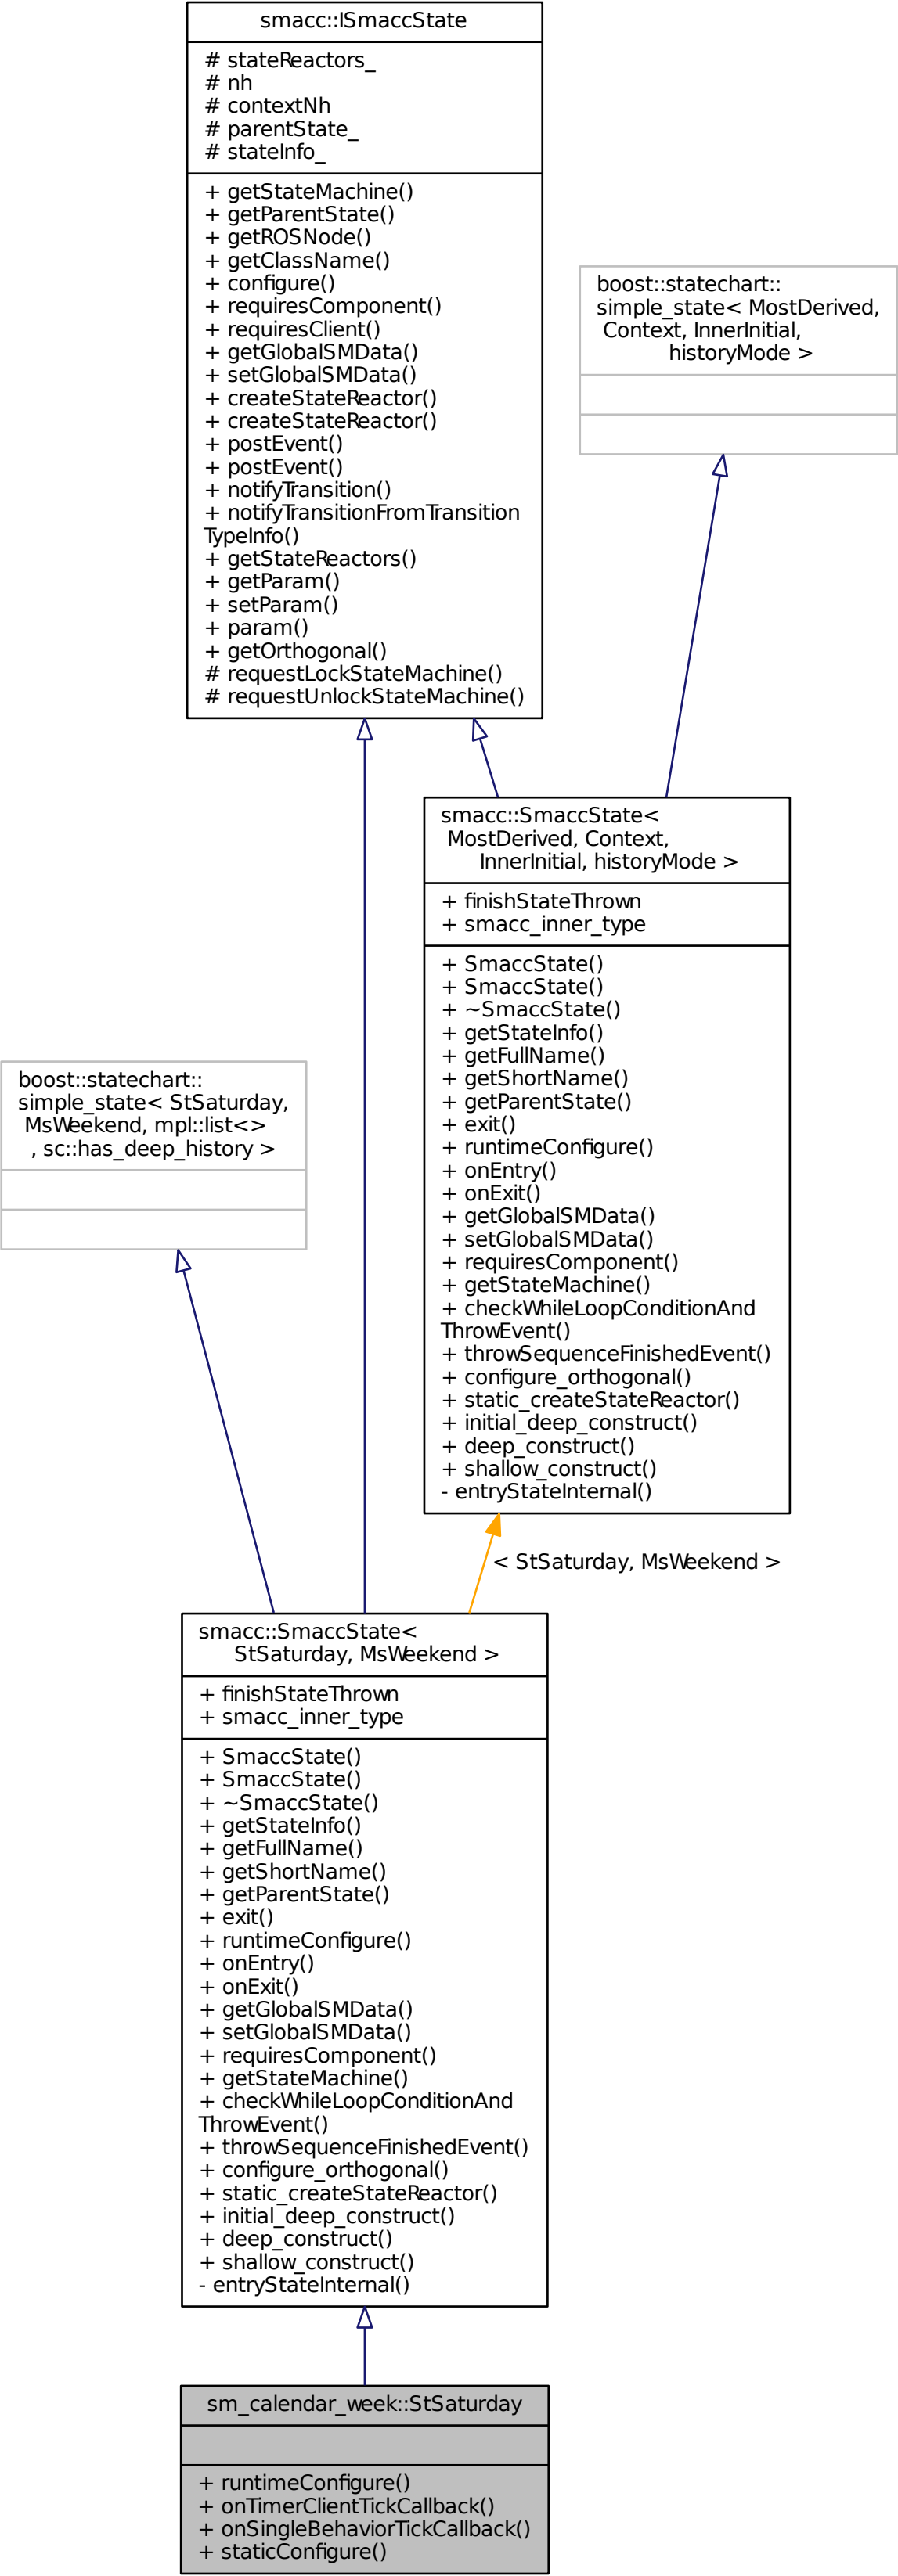 smacc::ISmaccState
# stateReactors_
# nh
# contextNh
# parentState_
# stateInfo_
+ getStateMachine()
+ getParentState()
+ getROSNode()
+ getClassName()
+ configure()
+ requiresComponent()
+ requiresClient()
+ getGlobalSMData()
+ setGlobalSMData()
+ createStateReactor()
+ createStateReactor()
+ postEvent()
+ postEvent()
+ notifyTransition()
+ notifyTransitionFromTransition
TypeInfo()
+ getStateReactors()
+ getParam()
+ setParam()
+ param()
+ getOrthogonal()
# requestLockStateMachine()
# requestUnlockStateMachine()
boost::statechart::
simple_state< MostDerived,
Context, InnerInitial,
historyMode >
smacc::SmaccState<
MostDerived, Context,
InnerInitial, historyMode >
+ finishStateThrown
+ smacc_inner_type
+ SmaccState()
+ SmaccState()
+ ~SmaccState()
+ getStateInfo()
+ getFullName()
+ getShortName()
+ getParentState()
+ exit()
+ runtimeConfigure()
+ onEntry()
+ onExit()
+ getGlobalSMData()
+ setGlobalSMData()
+ requiresComponent()
+ getStateMachine()
+ checkWhileLoopConditionAnd
ThrowEvent()
+ throwSequenceFinishedEvent()
+ configure_orthogonal()
+ static_createStateReactor()
+ initial_deep_construct()
+ deep_construct()
+ shallow_construct()
- entryStateInternal()
boost::statechart::
simple_state< StSaturday,
MsWeekend, mpl::list<>
, sc::has_deep_history >
< StSaturday, MsWeekend >
smacc::SmaccState<
StSaturday, MsWeekend >
+ finishStateThrown
+ smacc_inner_type
+ SmaccState()
+ SmaccState()
+ ~SmaccState()
+ getStateInfo()
+ getFullName()
+ getShortName()
+ getParentState()
+ exit()
+ runtimeConfigure()
+ onEntry()
+ onExit()
+ getGlobalSMData()
+ setGlobalSMData()
+ requiresComponent()
+ getStateMachine()
+ checkWhileLoopConditionAnd
ThrowEvent()
+ throwSequenceFinishedEvent()
+ configure_orthogonal()
+ static_createStateReactor()
+ initial_deep_construct()
+ deep_construct()
+ shallow_construct()
- entryStateInternal()
sm_calendar_week::StSaturday
+ runtimeConfigure()
+ onTimerClientTickCallback()
+ onSingleBehaviorTickCallback()
+ staticConfigure()